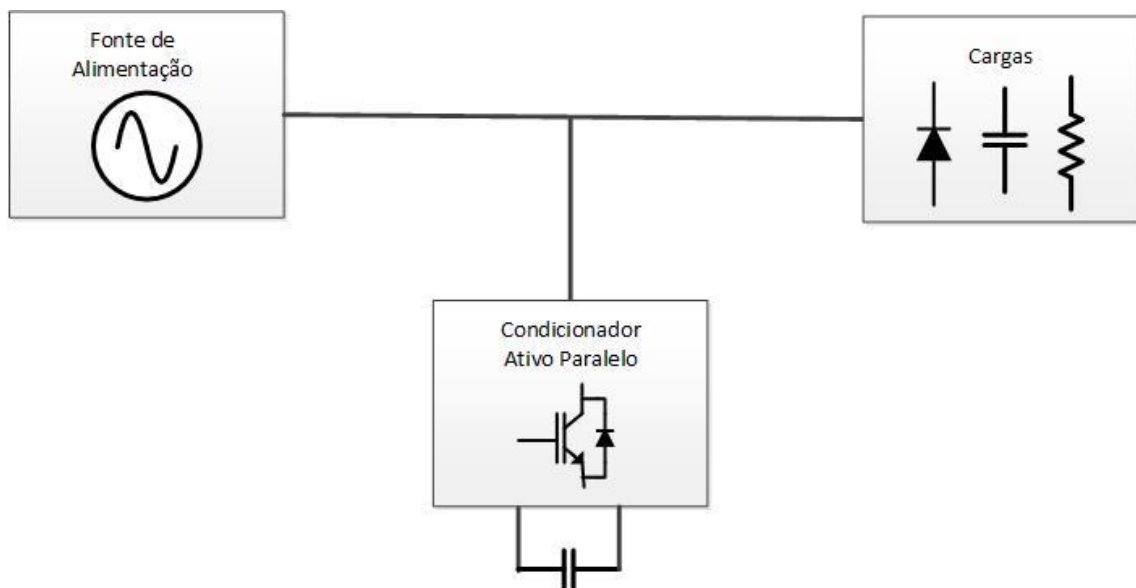 Fonte de
Alimentação
Cargas
Condicionador
Ativo Paralelo